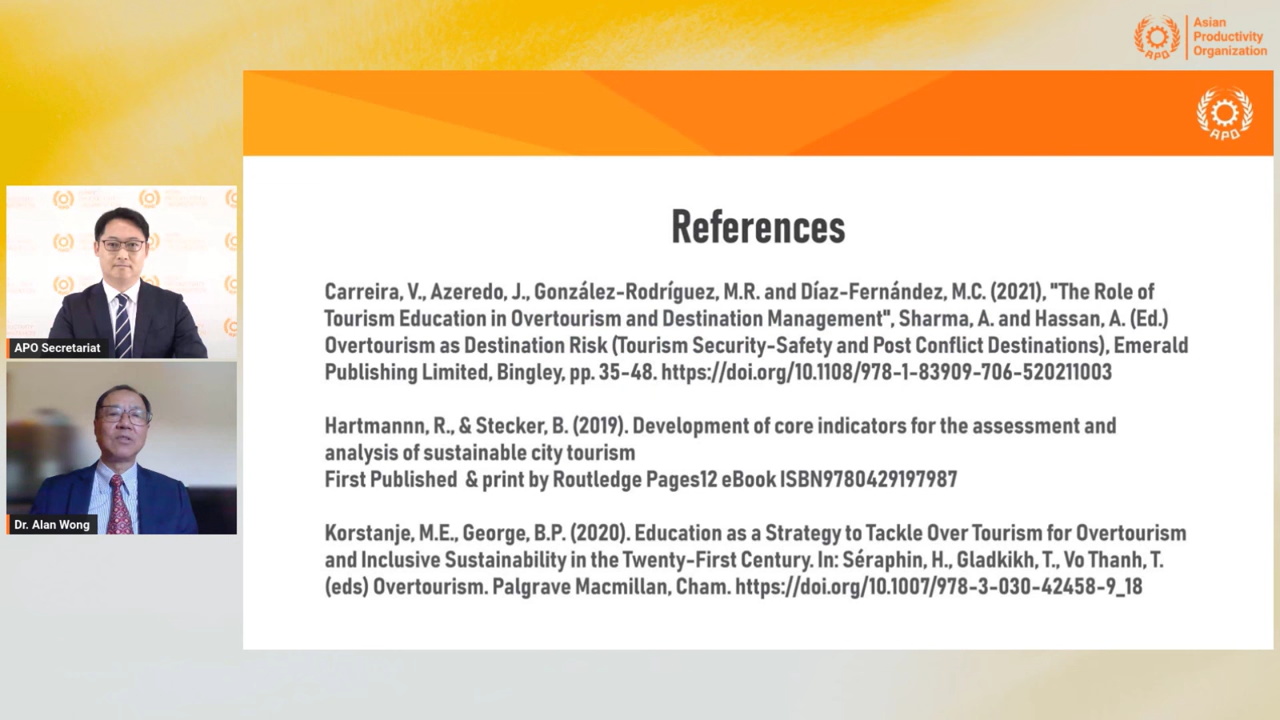 Asian
Productivity
Organization
APO
APO
References
Carreira, V., Azeredo, J., González-Rodríguez, M.R. and Díaz-Fernández, M.C. (2021), "The Role of
Tourism Education in Overtourism and Destination Management", Sharma, A. and Hassan, A. (Ed.)
Overtourism as Destination Risk (Tourism Security-Safety and Post Conflict Destinations), Emerald
Publishing Limited, Bingley, pp. 35-48. https://doi.org/10.1108/978-1-83909-706-520211003
Hartmannn, R., & Stecker, B. (2019). Development of core indicators for the assessment and
analysis of sustainable city tourism
First Published & print by Routledge Pages12 eBook ISBN9780429197987
Korstanje, M.E., George, B.P. (2020). Education as a Strategy to Tackle Over Tourism for Overtourism
and Inclusive Sustainability in the Twenty-First Century. In: Séraphin, H., Gladkikh, T., Vo Thanh, T.
(eds) Overtourism. Palgrave Macmillan, Cham. https://doi.org/10.1007/978-3-030-42458-9_18
APO Secretariat
Dr. Alan Wong